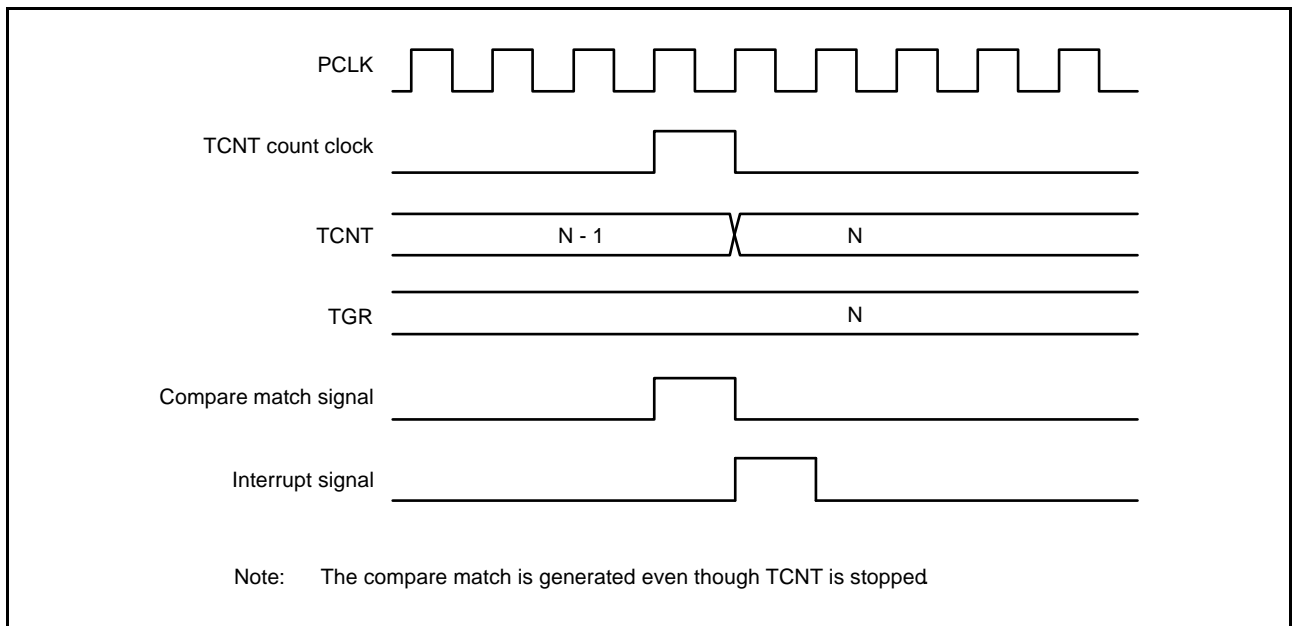 PCLK
TCNT count clock
TCNT N - 1 N
TGR N
Compare match signal
Interrupt signal
Note: The compare match is generated even though TCNT is stopped.